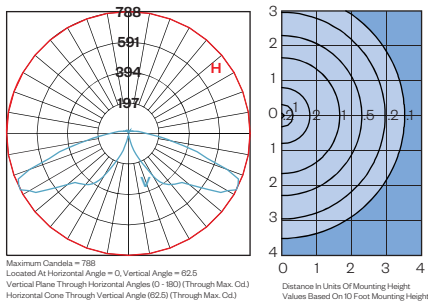 788
591
394
197
H
V
Maximum Candela = 788
Located At Horizontal Angle = 0, Vertical Angle = 62.5
Vertical Plane Through Horizontal Angles (0 - 180) (Through Max. Cd.)
Horizontal Cone Through Vertical Angle (62.5) (Through Max. Cd.)
3
2
1
0
1
2
3
4
2 1 2 1 .5 .2 .1
0 1 2 3 4
Distance In Units Of Mounting Height
Values Based On 10 Foot Mounting Height